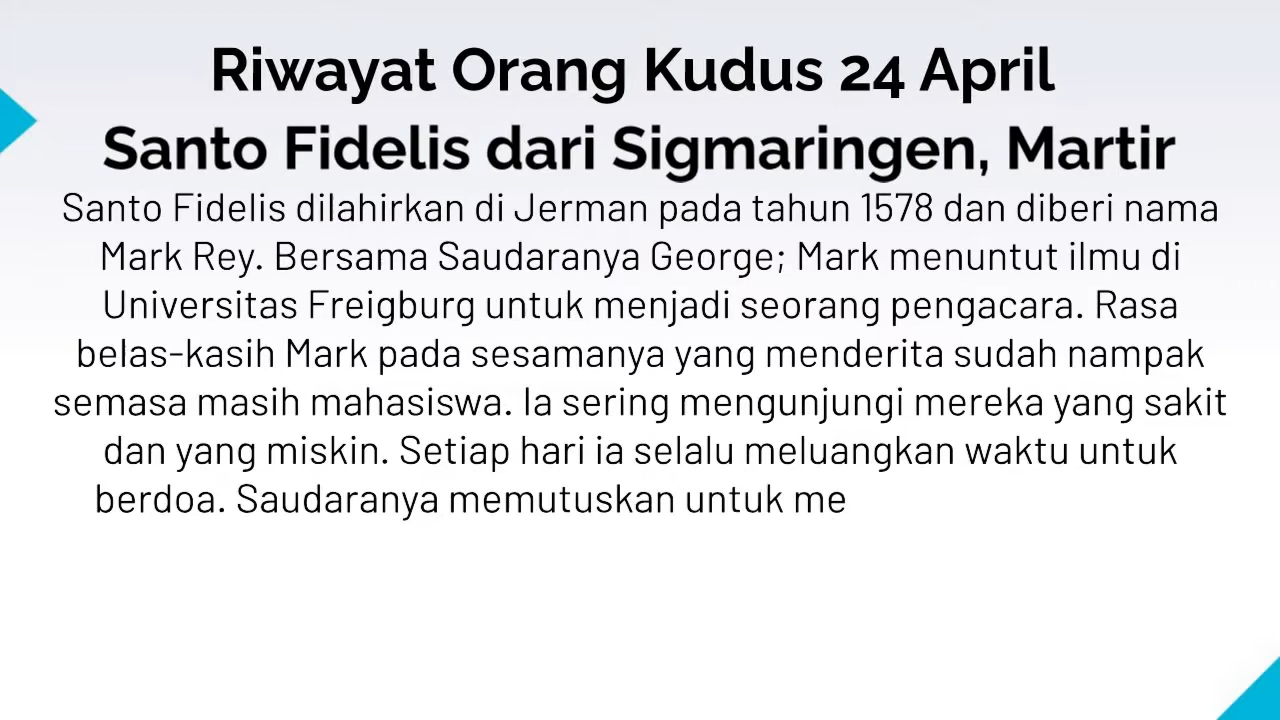 Riwayat Orang Kudus 24 April
Santo Fidelis dari Sigmaringen, Martir
Santo Fidelis dilahirkan di Jerman pada tahun 1578 dan diberi nama
Mark Rey. Bersama Saudaranya George; Mark menuntut ilmu di
Universitas Freigburg untuk menjadi seorang pengacara. Rasa
belas-kasih Mark pada sesamanya yang menderita sudah nampak
semasa masih mahasiswa. Ia sering mengunjungi mereka yang sakit
dan yang miskin. Setiap hari ia selalu meluangkan waktu untuk
berdoa. Saudaranya memutuskan untuk me